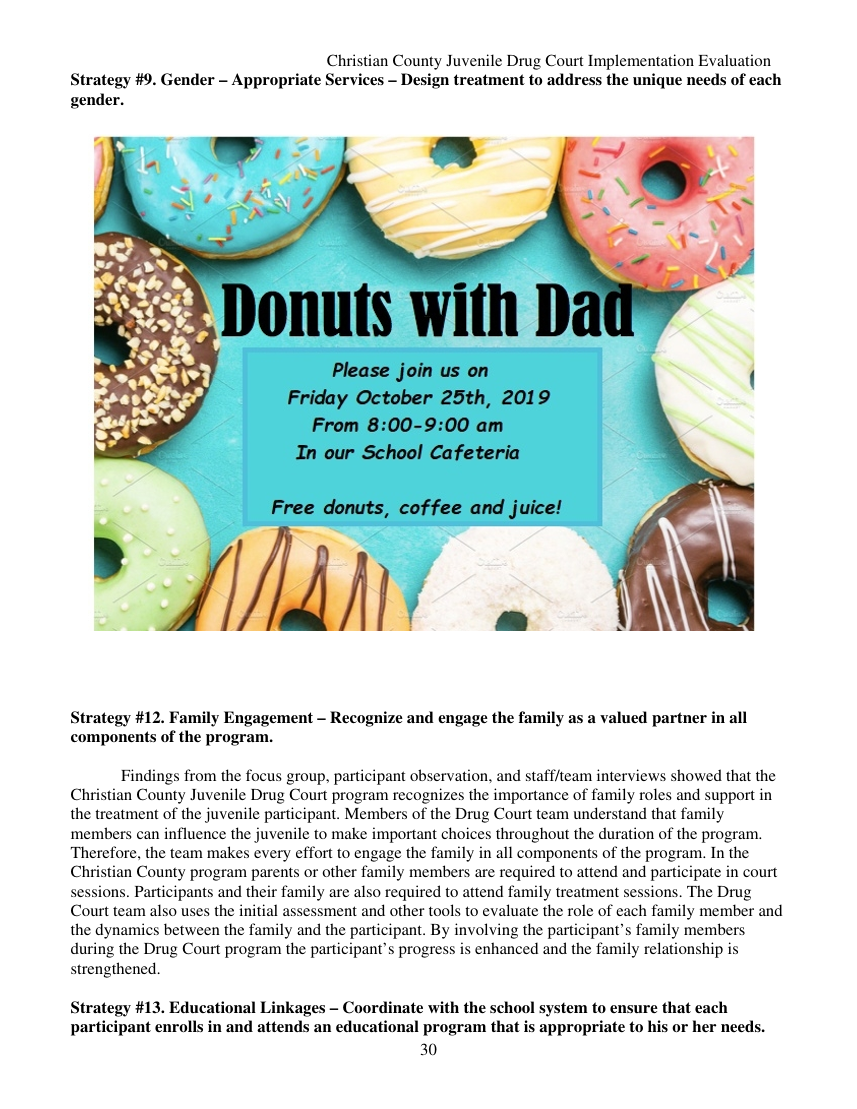 Christian County Juvenile Drug Court Implementation Evaluation
Strategy #9. Gender – Appropriate Services – Design treatment to address the unique needs of each
gender.
Donuts with Dad
Please join us on
Friday October 25th, 2019
From 8:00-9:00 am
In our School Cafeteria
Free donuts, coffee and juice!
Strategy #12. Family Engagement – Recognize and engage the family as a valued partner in all
components of the program.
Findings from the focus group, participant observation, and staff/team interviews showed that the
Christian County Juvenile Drug Court program recognizes the importance of family roles and support in
the treatment of the juvenile participant. Members of the Drug Court team understand that family
members can influence the juvenile to make important choices throughout the duration of the program.
Therefore, the team makes every effort to engage the family in all components of the program. In the
Christian County program parents or other family members are required to attend and participate in court
sessions. Participants and their family are also required to attend family treatment sessions. The Drug
Court team also uses the initial assessment and other tools to evaluate the role of each family member and
the dynamics between the family and the participant. By involving the participant's family members
during the Drug Court program the participant's progress is enhanced and the family relationship is
strengthened.
Strategy #13. Educational Linkages – Coordinate with the school system to ensure that each
participant enrolls in and attends an educational program that is appropriate to his or her needs.
30